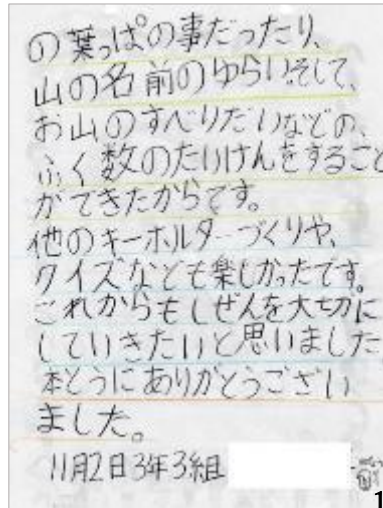 の葉っぱの事だったり、
山の名前のゆらい。そして、
お山のすべりだいなどの、
ふく数のたいけんをすること
ができたからです。
他のキーホルダーづくりや、
クイズなども楽しかったです。
これからもしぜんを大切に
していきたいと思いました
本とうにありがとうござい
ました。
11月2日3年3組
1